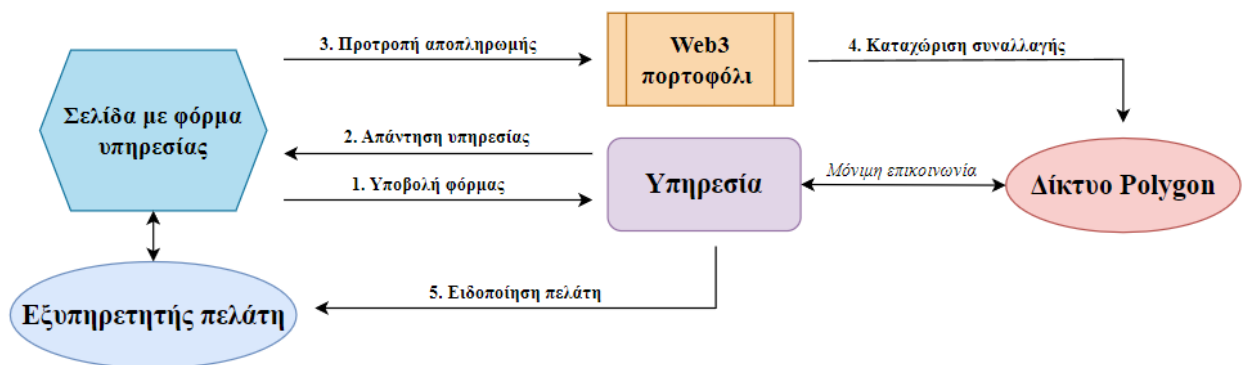 3. Προτροπή αποπληρωμής
Web3
πορτοφόλι
4. Καταχώριση συναλλαγής
Σελίδα με φόρμα
υπηρεσίας
2. Απάντηση υπηρεσίας
1. Υποβολή φόρμας
Υπηρεσία
Μόνιμη επικοινωνία
Δίκτυο Polygon
5. Ειδοποίηση πελάτη
Εξυπηρετητής πελάτη